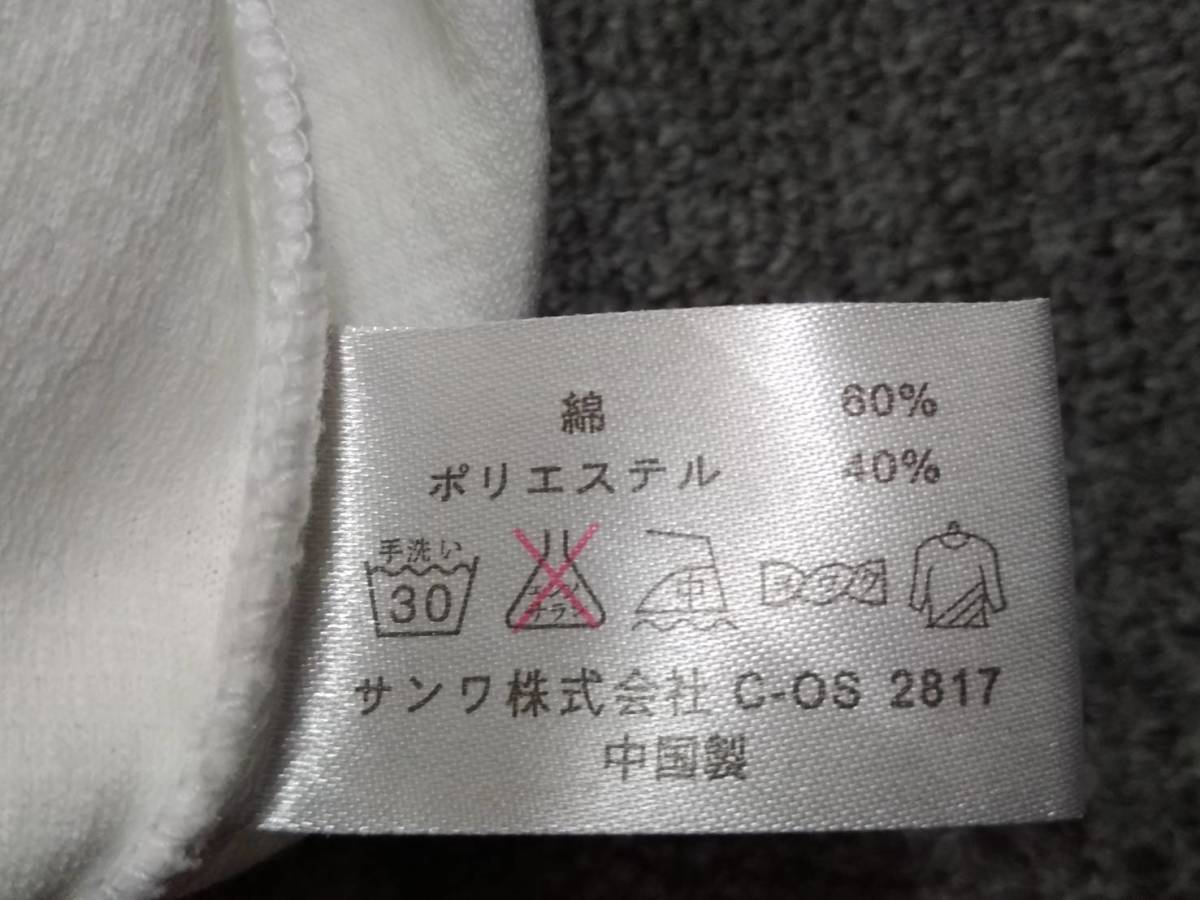 綿 60%
ポリエステル 40%
手洗い
30
中
サンワ株式会社 C-OS 2817
中国製